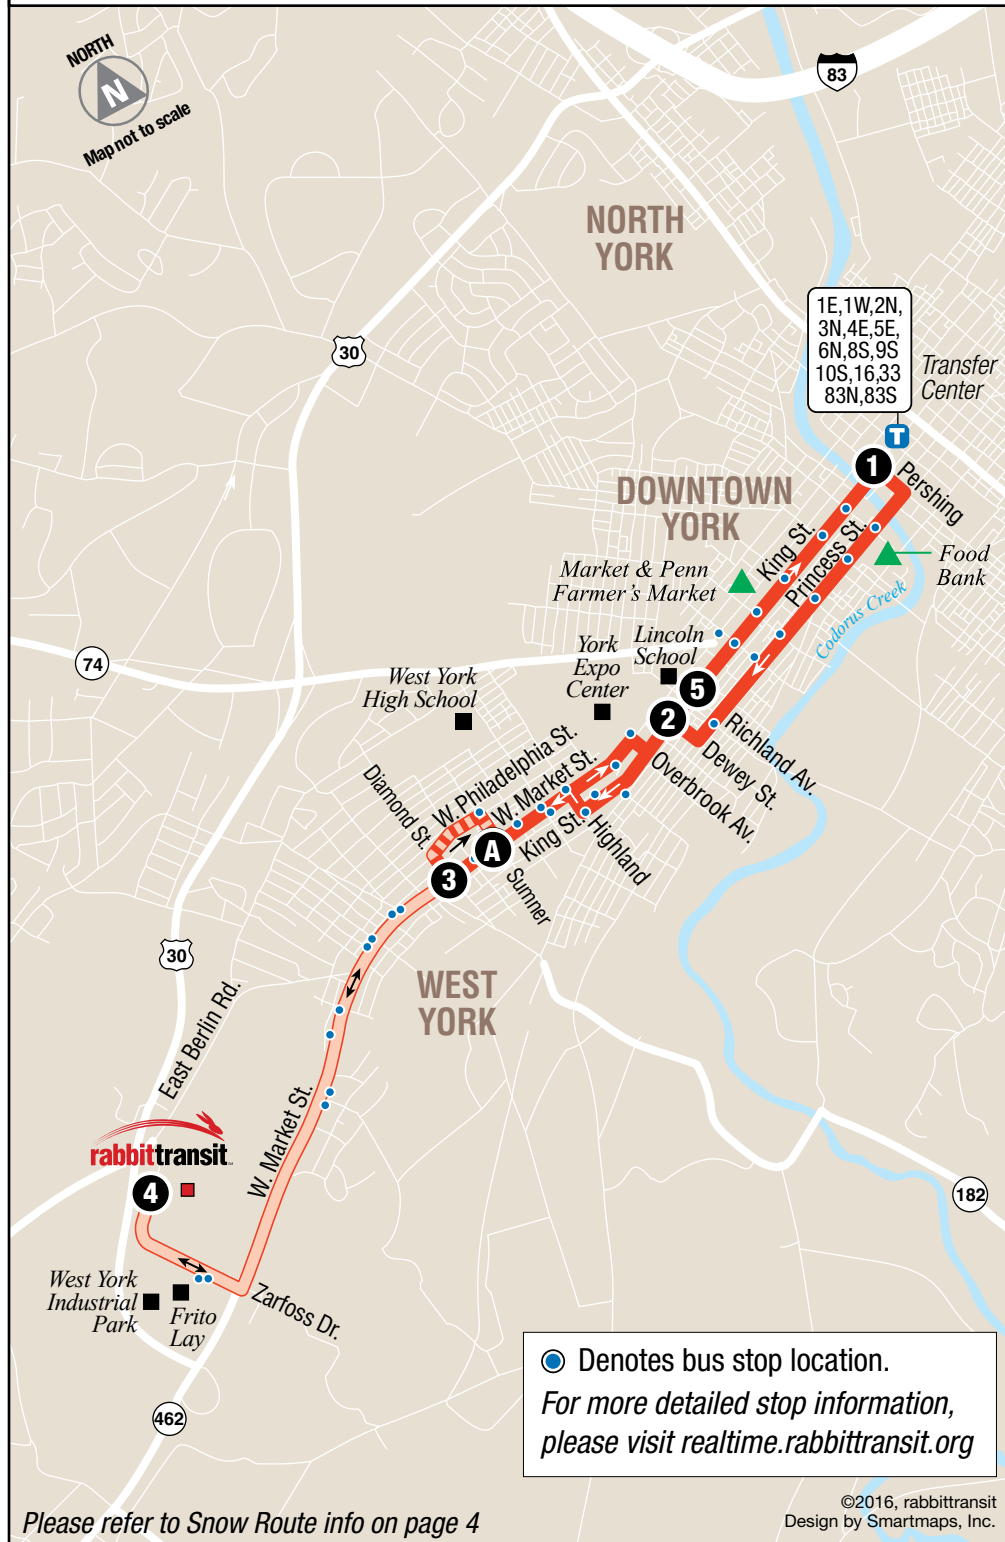 NORTH
N
Map not to scale
83
NORTH
YORK
1E,1W,2N,
3N,4E,5E,
6N,8S,9S
10S,16,33
83N,83S
Transfer
Center
T
30
1
Pershing
DOWNTOWN
YORK
King St.
Princess St.
Food
Bank
Market & Penn
Farmer's Market
Codorus Creek
74
York
Expo
Center
Lincoln
School
West York
High School
5
2
Richland Av.
Dewey St.
Overbrook Av.
W. Philadelphia St.
W. Market St.
Diamond St.
King St.
Highland
A
3
Sumner
30
WEST
YORK
East Berlin Rd.
W. Market St.
rabbittransit
4
182
West York
Industrial
Park
Frito
Lay
Zarfoss Dr.
462
Denotes bus stop location.
For more detailed stop information,
please visit realtime.rabbittransit.org
©2016, rabbittransit
Design by Smartmaps, Inc.
Please refer to Snow Route info on page 4